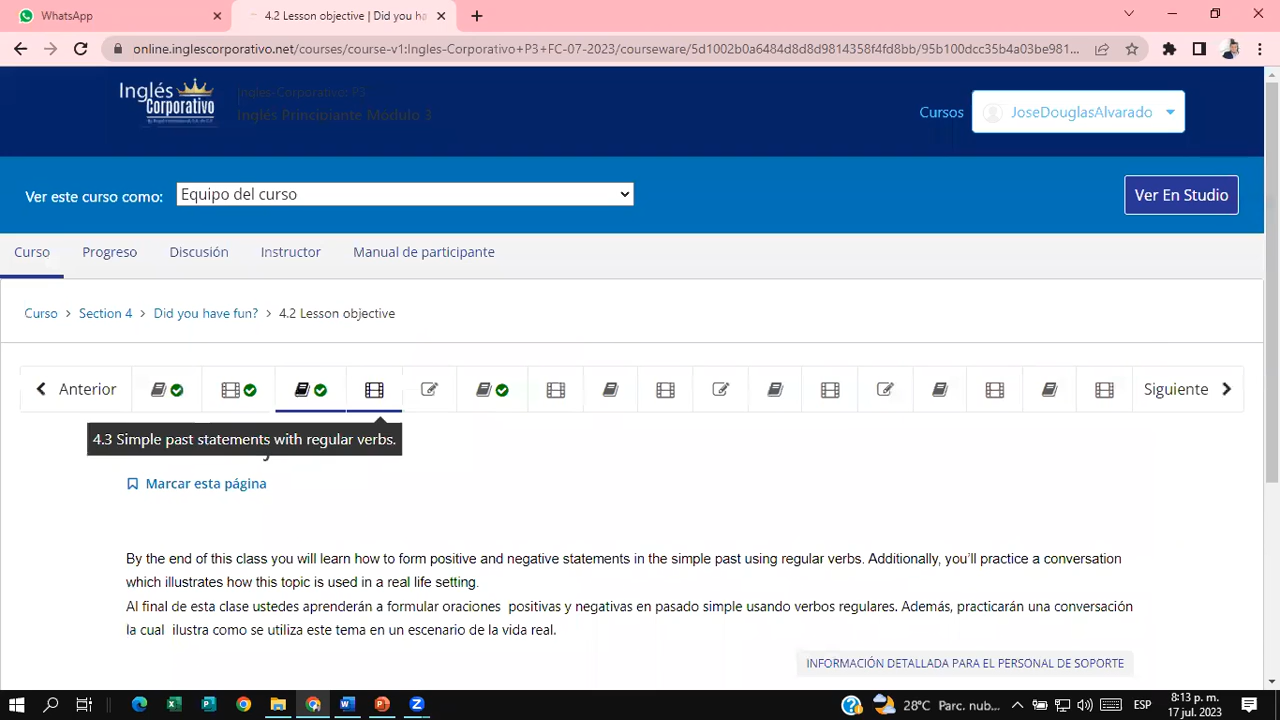 WhatsApp
4.2 Lesson objective | Did you ha
online.inglescorporativo.net/courses/course-v1:Ingles-Corporativo+P3+FC-07-2023/courseware/5d1002b0a6484d8d8d9814358f4fd8bb/95b100dcc35b4a03be981...
Inglés
Corporativo
Ingles-Corporativo: P3
Inglés Principiante Módulo 3
Cursos
JoseDouglasAlvarado
Ver este curso como:
Equipo del curso
Ver En Studio
Curso
Progreso
Discusión
Instructor
Manual de participante
Curso > Section 4 > Did you have fun? > 4.2 Lesson objective
Anterior
Siguiente
4.3 Simple past statements with regular verbs.
Marcar esta página
By the end of this class you will learn how to form positive and negative statements in the simple past using regular verbs. Additionally, you'll practice a conversation
which illustrates how this topic is used in a real life setting.
Al final de esta clase ustedes aprenderán a formular oraciones positivas y negativas en pasado simple usando verbos regulares. Además, practicarán una conversación
la cual ilustra como se utiliza este tema en un escenario de la vida real.
INFORMACIÓN DETALLADA PARA EL PERSONAL DE SOPORTE
28°C Parc. nub...
ESP
8:13 p. m.
17 jul. 2023